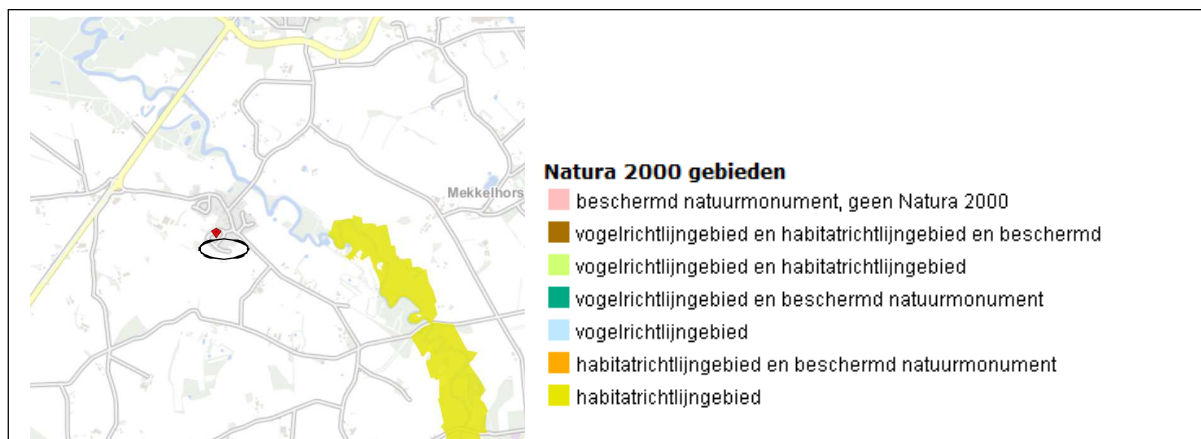 Mekkelhors
Natura 2000 gebieden
beschermd natuurmonument, geen Natura 2000
vogelrichtlijngebied en habitatrichtlijngebied en beschermd
vogelrichtlijngebied en habitatrichtlijngebied
vogelrichtlijngebied en beschermd natuurmonument
vogelrichtlijngebied
habitatrichtlijngebied en beschermd natuurmonument
habitatrichtlijngebied